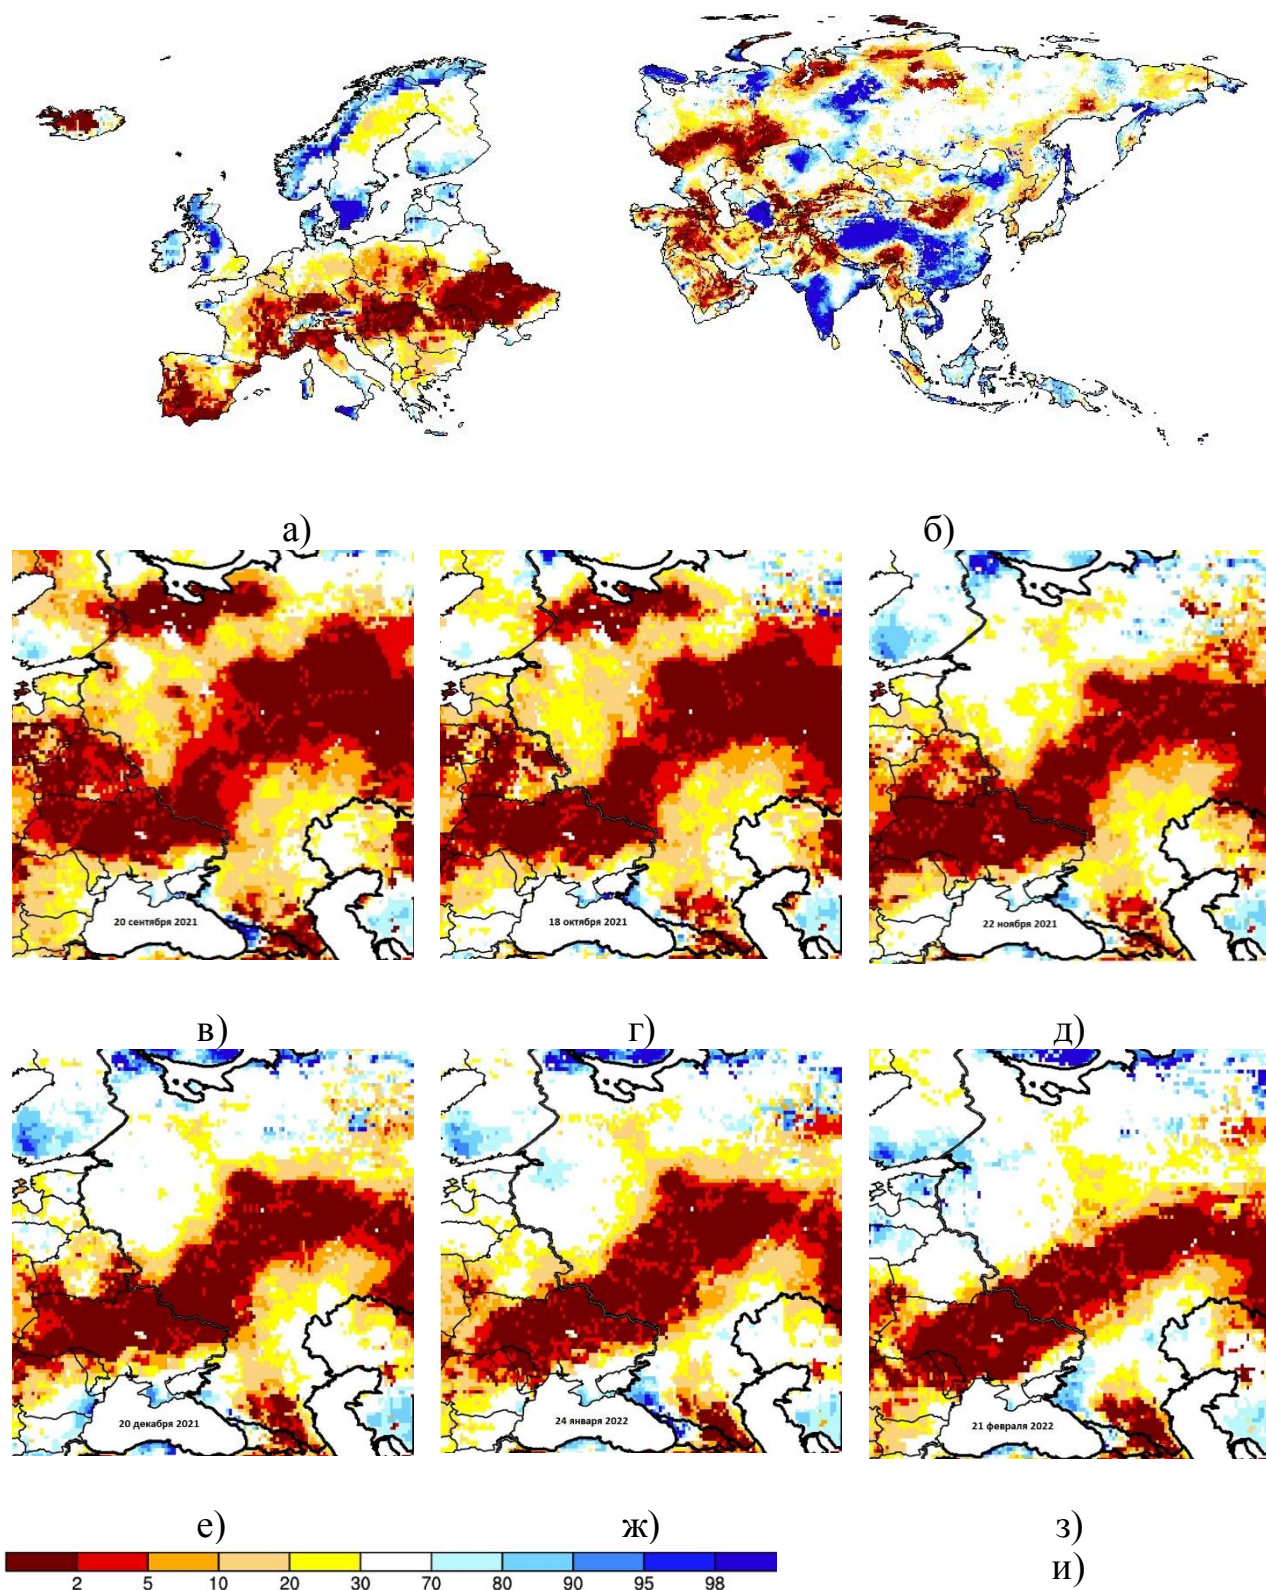 а) б)
20 сентября 2021 18 октября 2021 22 ноября 2021
в) г) д)
20 декабря 2021 24 января 2022 21 февраля 2022
е) ж) з)
2 5 10 20 30 70 80 90 95 98
и)